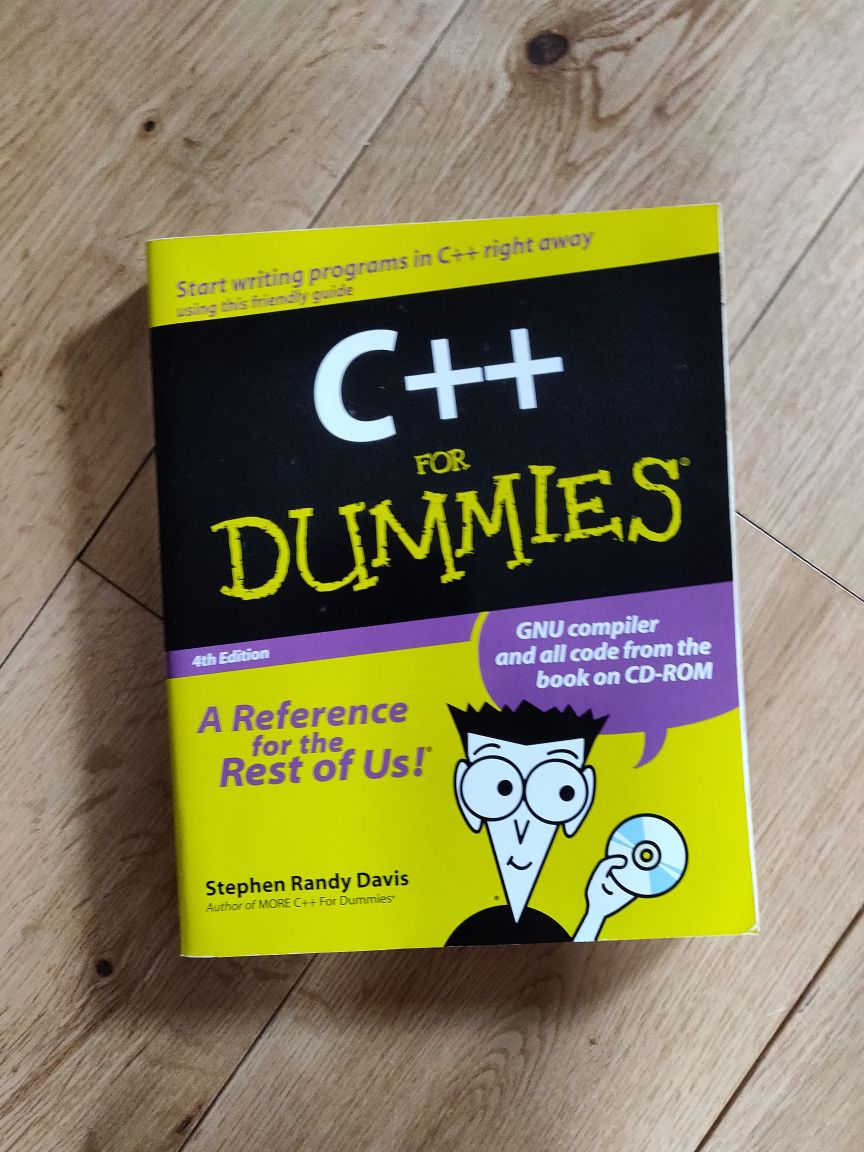 Start writing programs in C++ right away
using this friendly guide
C++
FOR
DUMMIES®
4th Edition
GNU compiler
and all code from the
book on CD-ROM
A Reference
for the
Rest of Us!®
Stephen Randy Davis
Author of MORE C++ For Dummies®